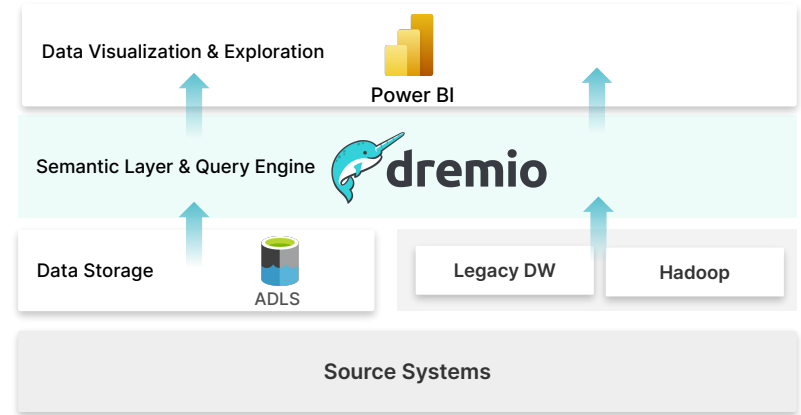 Data Visualization & Exploration
Power BI
Semantic Layer & Query Engine
dremio
Data Storage
ADLS
Legacy DW
Hadoop
Source Systems